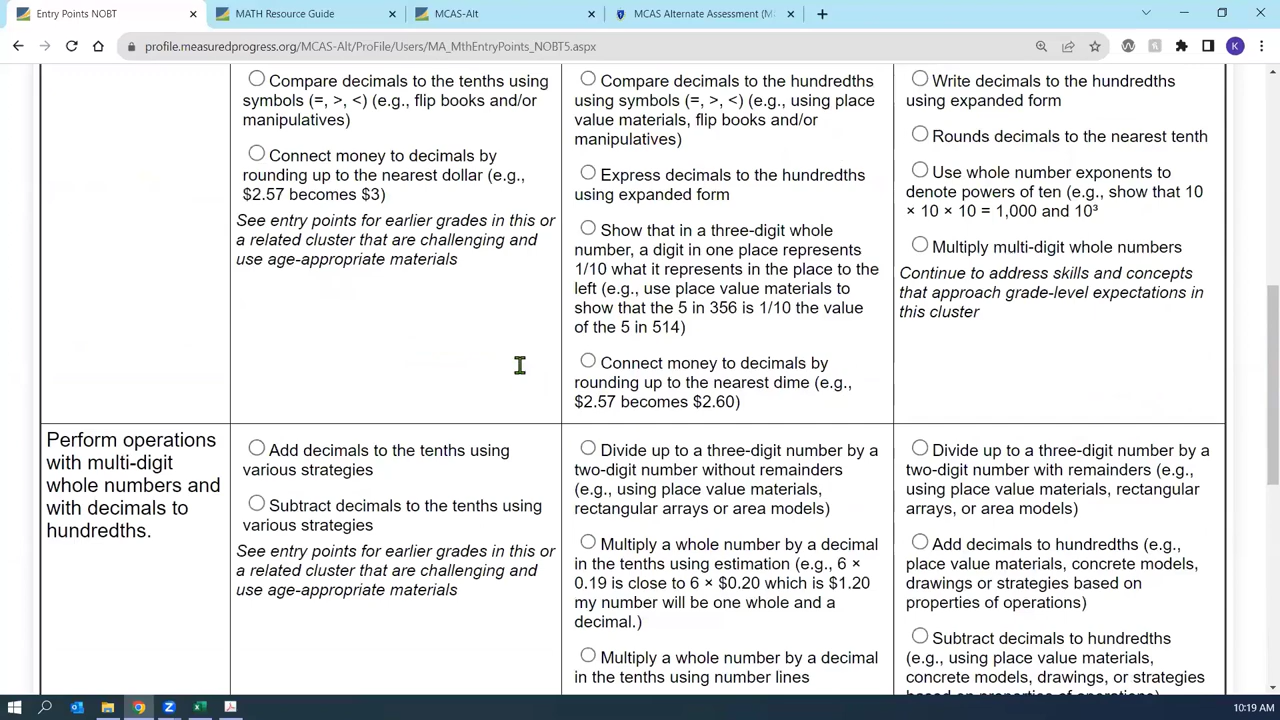 Entry Points NOBT
MATH Resource Guide
MCAS-Alt
MCAS Alternate Assessment (M
profile.measuredprogress.org/MCAS-Alt/ProFile/Users/MA_MthEntryPoints_NOBT5.aspx
K
Compare decimals to the tenths using
symbols (=, >, <) (e.g., flip books and/or
manipulatives)
Connect money to decimals by
rounding up to the nearest dollar (e.g.,
$2.57 becomes $3)
See entry points for earlier grades in this or
a related cluster that are challenging and
use age-appropriate materials
Compare decimals to the hundredths
using symbols (=, >, <) (e.g., using place
value materials, flip books and/or
manipulatives)
Express decimals to the hundredths
using expanded form
Show that in a three-digit whole
number, a digit in one place represents
1/10 what it represents in the place to the
left (e.g., use place value materials to
show that the 5 in 356 is 1/10 the value
of the 5 in 514)
Connect money to decimals by
rounding up to the nearest dime (e.g.,
$2.57 becomes $2.60)
Write decimals to the hundredths
using expanded form
Rounds decimals to the nearest tenth
Use whole number exponents to
denote powers of ten (e.g., show that 10
× 10 × 10 = 1,000 and 10³
Multiply multi-digit whole numbers
Continue to address skills and concepts
that approach grade-level expectations in
this cluster
Perform operations
with multi-digit
whole numbers and
with decimals to
hundredths.
Add decimals to the tenths using
various strategies
Subtract decimals to the tenths using
various strategies
See entry points for earlier grades in this or
a related cluster that are challenging and
use age-appropriate materials
Divide up to a three-digit number by a
two-digit number without remainders
(e.g., using place value materials,
rectangular arrays or area models)
Multiply a whole number by a decimal
in the tenths using estimation (e.g., 6 ×
0.19 is close to 6 × $0.20 which is $1.20
my number will be one whole and a
decimal.)
Multiply a whole number by a decimal
in the tenths using number lines
Divide up to a three-digit number by a
two-digit number with remainders (e.g.,
using place value materials, rectangular
arrays, or area models)
Add decimals to hundredths (e.g.,
place value materials, concrete models,
drawings or strategies based on
properties of operations)
Subtract decimals to hundredths
(e.g., using place value materials,
concrete models, drawings, or strategies
based on properties of operations)
10:19 AM